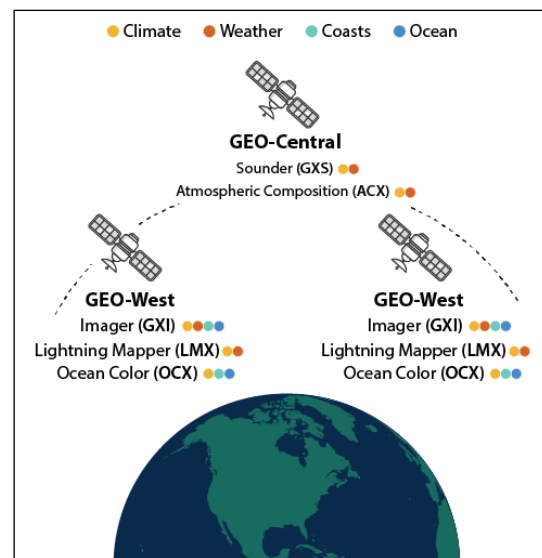 Climate Weather Coasts Ocean
GEO-Central
Sounder (GXS)
Atmospheric Composition (ACX)
GEO-West
Imager (GXI)
Lightning Mapper (LMX)
Ocean Color (OCX)
GEO-West
Imager (GXI)
Lightning Mapper (LMX)
Ocean Color (OCX)